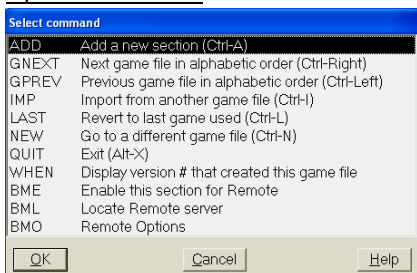 Select command
ADD Add a new section (Ctrl-A)
GNEXT Next game file in alphabetic order (Ctrl-Right)
GPREV Previous game file in alphabetic order (Ctrl-Left)
IMP Import from another game file (Ctrl-I)
LAST Revert to last game used (Ctrl-L)
NEW Go to a different game file (Ctrl-N)
QUIT Exit (Alt-X)
WHEN Display version # that created this game file
BME Enable this section for Remote
BML Locate Remote server
BMO Remote Options
OK Cancel Help